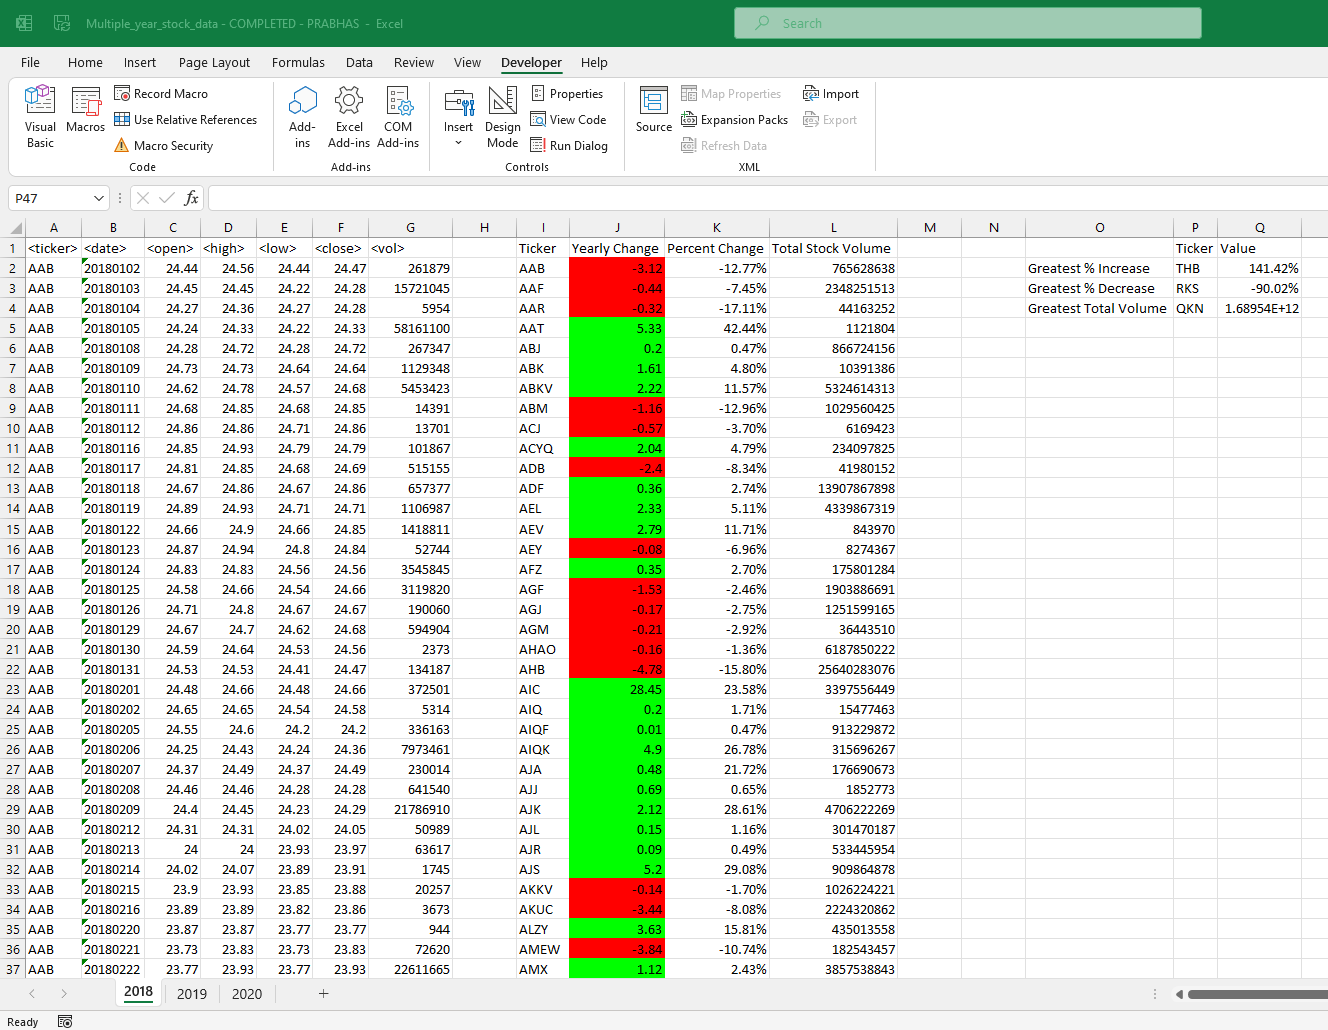 Multiple_year_stock_data - COMPLETED - PRABHAS - Excel
Search
File Home Insert Page Layout Formulas Data Review View Developer Help
Visual Basic
Macros
Record Macro
Use Relative References
Macro Security
Code
Add-ins
Excel Add-ins
COM Add-ins
Add-ins
Insert
Design Mode
Properties
View Code
Run Dialog
Controls
Source
Map Properties
Expansion Packs
Refresh Data
Import
Export
XML
P47 fx
A B C D E F G H I J K L M N O P Q
1 <ticker> <date> <open> <high> <low> <close> <vol> Ticker Yearly Change Percent Change Total Stock Volume Ticker Value
2 AAB 20180102 24.44 24.56 24.44 24.47 261879 AAB -3.12 -12.77% 765628638 Greatest % Increase THB 141.42%
3 AAB 20180103 24.45 24.45 24.22 24.28 15721045 AAF -0.44 -7.45% 2348251513 Greatest % Decrease RKS -90.02%
4 AAB 20180104 24.27 24.36 24.27 24.28 5954 AAR -0.32 -17.11% 44163252 Greatest Total Volume QKN 1.68954E+12
5 AAB 20180105 24.24 24.33 24.22 24.33 58161100 AAT 5.33 42.44% 1121804
6 AAB 20180108 24.28 24.72 24.28 24.72 267347 ABJ 0.2 0.47% 866724156
7 AAB 20180109 24.73 24.73 24.64 24.64 1129348 ABK 1.61 4.80% 10391386
8 AAB 20180110 24.62 24.78 24.57 24.68 5453423 ABKV 2.22 11.57% 5324614313
9 AAB 20180111 24.68 24.85 24.68 24.85 14391 ABM -1.16 -12.96% 1029560425
10 AAB 20180112 24.86 24.86 24.71 24.86 13701 ACJ -0.57 -3.70% 6169423
11 AAB 20180116 24.85 24.93 24.79 24.79 101867 ACYQ 2.04 4.79% 234097825
12 AAB 20180117 24.81 24.85 24.68 24.69 515155 ADB -2.4 -8.34% 41980152
13 AAB 20180118 24.67 24.86 24.67 24.86 657377 ADF 0.36 2.74% 13907867898
14 AAB 20180119 24.89 24.93 24.71 24.71 1106987 AEL 2.33 5.11% 4339867319
15 AAB 20180122 24.66 24.9 24.66 24.85 1418811 AEV 2.79 11.71% 843970
16 AAB 20180123 24.87 24.94 24.8 24.84 52744 AEY -0.08 -6.96% 8274367
17 AAB 20180124 24.83 24.83 24.56 24.56 3545845 AFZ 0.35 2.70% 175801284
18 AAB 20180125 24.58 24.66 24.54 24.66 3119820 AGF -1.53 -2.46% 1903886691
19 AAB 20180126 24.71 24.8 24.67 24.67 190060 AGJ -0.17 -2.75% 1251599165
20 AAB 20180129 24.67 24.7 24.62 24.68 594904 AGM -0.21 -2.92% 36443510
21 AAB 20180130 24.59 24.64 24.53 24.56 2373 AHAO -0.16 -1.36% 6187850222
22 AAB 20180131 24.53 24.53 24.41 24.47 134187 AHB -4.78 -15.80% 25640283076
23 AAB 20180201 24.48 24.66 24.48 24.66 372501 AIC 28.45 23.58% 3397556449
24 AAB 20180202 24.65 24.65 24.54 24.58 5314 AIQ 0.2 1.71% 15477463
25 AAB 20180205 24.55 24.6 24.2 24.2 336163 AIQF 0.01 0.47% 913229872
26 AAB 20180206 24.25 24.43 24.24 24.36 7973461 AIQK 4.9 26.78% 315696267
27 AAB 20180207 24.37 24.49 24.37 24.49 230014 AJA 0.48 21.72% 176690673
28 AAB 20180208 24.46 24.46 24.28 24.28 641540 AJJ 0.69 0.65% 1852773
29 AAB 20180209 24.4 24.45 24.23 24.29 21786910 AJK 2.12 28.61% 4706222269
30 AAB 20180212 24.31 24.31 24.02 24.05 50989 AJL 0.15 1.16% 301470187
31 AAB 20180213 24 24 23.93 23.97 63617 AJR 0.09 0.49% 533445954
32 AAB 20180214 24.02 24.07 23.89 23.91 1745 AJS 5.2 29.08% 909864878
33 AAB 20180215 23.9 23.93 23.85 23.88 20257 AKKV -0.14 -1.70% 1026224221
34 AAB 20180216 23.89 23.89 23.82 23.86 3673 AKUC -3.44 -8.08% 2224320862
35 AAB 20180220 23.87 23.87 23.77 23.77 944 ALZY 3.63 15.81% 435013558
36 AAB 20180221 23.73 23.83 23.73 23.83 72620 AMEW -3.84 -10.74% 182543457
37 AAB 20180222 23.77 23.93 23.77 23.93 22611665 AMX 1.12 2.43% 3857538843
2018 2019 2020 +
Ready